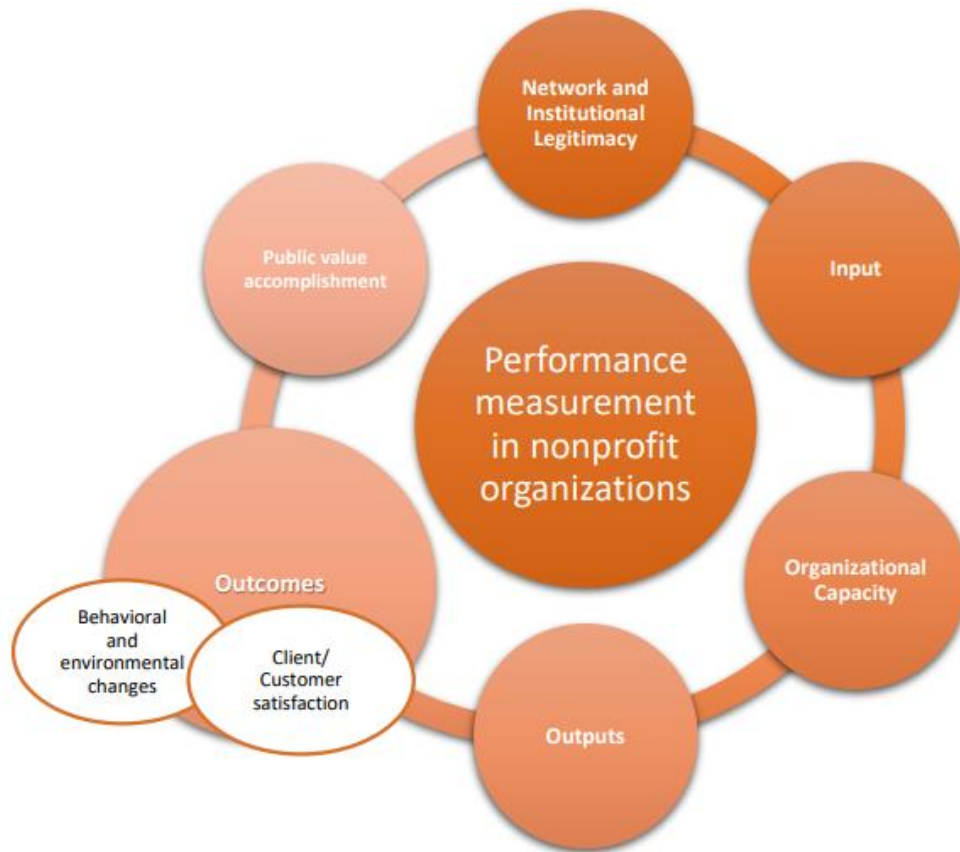 Network and
Institutional
Legitimacy
Input
Organizational
Capacity
Outputs
Outcomes
Behavioral
and
environmental
changes
Client/
Customer
satisfaction
Public value
accomplishment
Performance
measurement
in nonprofit
organizations